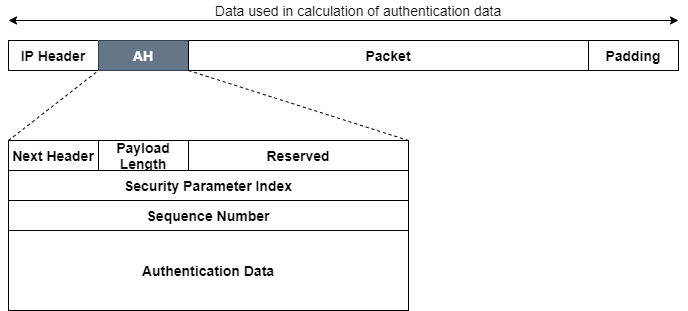 Data used in calculation of authentication data
IP Header AH Packet Padding
Next Header Payload Length Reserved
Security Parameter Index
Sequence Number
Authentication Data